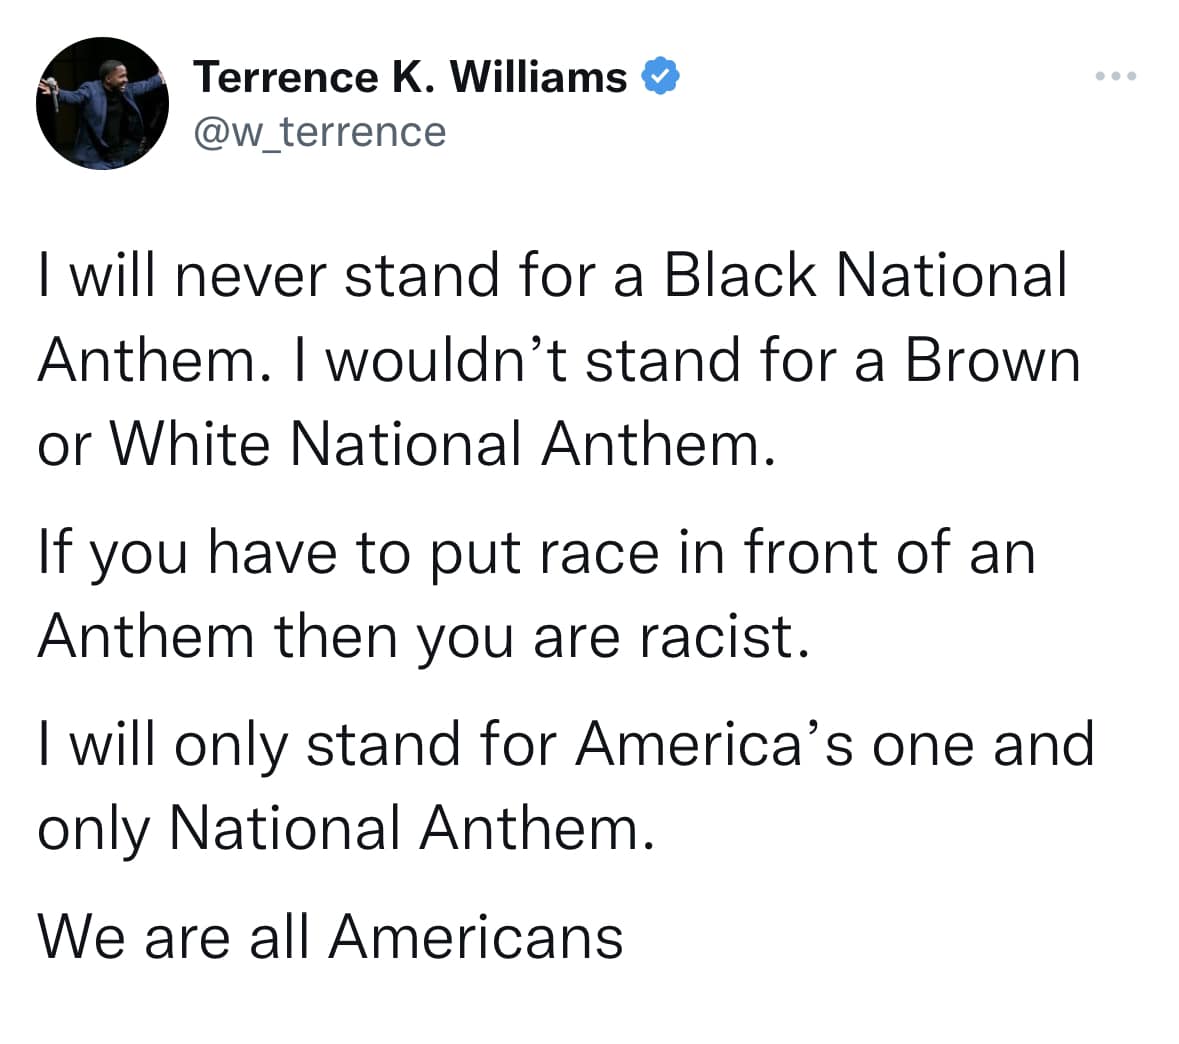 Terrence K. Williams
@w_terrence
I will never stand for a Black National
Anthem. I wouldn’t stand for a Brown
or White National Anthem.
If you have to put race in front of an
Anthem then you are racist.
I will only stand for America’s one and
only National Anthem.
We are all Americans